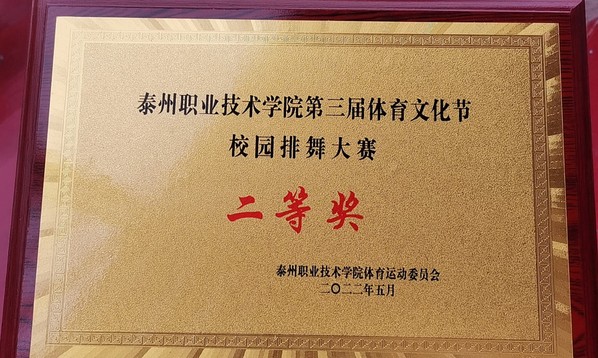 泰州职业技术学院第三届体育文化节
校园排舞大赛
二等奖
泰州职业技术学院体育运动委员会
二〇二二年五月